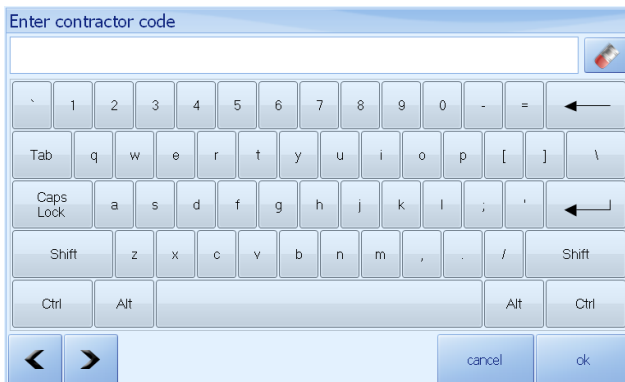 Enter contractor code
` 1 2 3 4 5 6 7 8 9 0 - =
Tab q w e r t y u i o p [ ] \
Caps
Lock a s d f g h j k l ; '
Shift z x c v b n m , . / Shift
Ctrl Alt Alt Ctrl
cancel ok